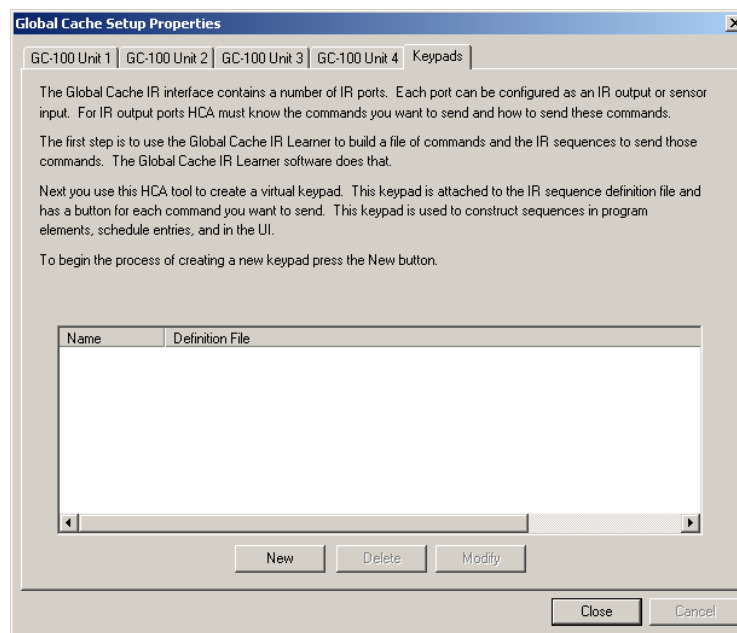 Global Cache Setup Properties
GC-100 Unit 1 GC-100 Unit 2 GC-100 Unit 3 GC-100 Unit 4 Keypads
The Global Cache IR interface contains a number of IR ports. Each port can be configured as an IR output or sensor
input. For IR output ports HCA must know the commands you want to send and how to send these commands.
The first step is to use the Global Cache IR Learner to build a file of commands and the IR sequences to send those
commands. The Global Cache IR Learner software does that.
Next you use this HCA tool to create a virtual keypad. This keypad is attached to the IR sequence definition file and
has a button for each command you want to send. This keypad is used to construct sequences in program
elements, schedule entries, and in the UI.
To begin the process of creating a new keypad press the New button.
Name Definition File
New Delete Modify
Close Cancel